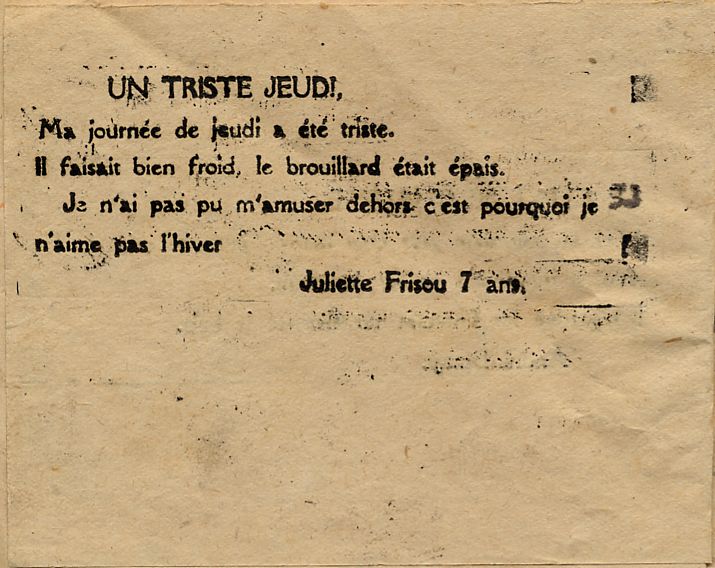 UN TRISTE JEUDI,
Ma journée de jeudi a été triste.
Il faisait bien froid, le brouillard était épais.
Je n'ai pas pu m'amuser dehors c'est pourquoi je
n'aime pas l'hiver
Juliette Frisou 7 ans.